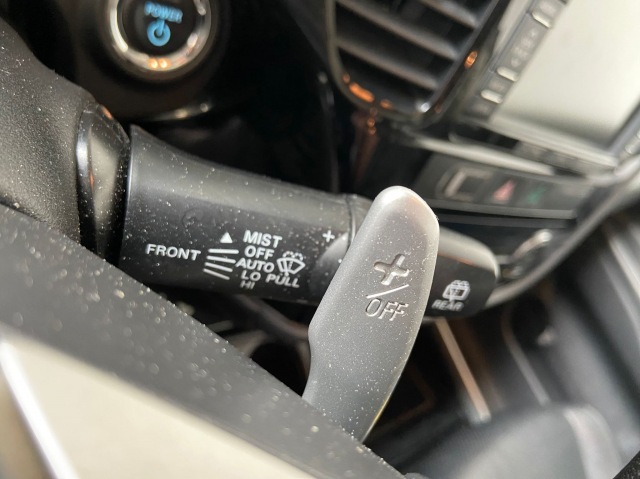 POWER
FRONT
MIST
OFF
AUTO
LO PULL
HI
+
+
OFF
REAR